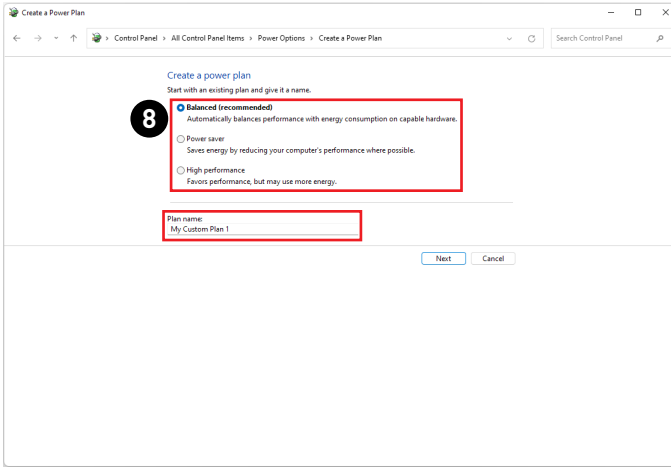 Create a Power Plan
Control Panel > All Control Panel Items > Power Options > Create a Power Plan
Search Control Panel
Create a power plan
Start with an existing plan and give it a name.
8
Balanced (recommended)
Automatically balances performance with energy consumption on capable hardware.
Power saver
Saves energy by reducing your computer's performance where possible.
High performance
Favors performance, but may use more energy.
Plan name:
My Custom Plan 1
Next Cancel